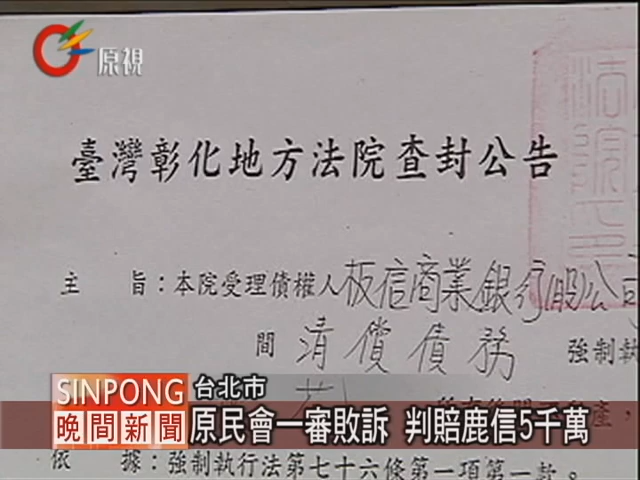 原視
臺灣彰化地方法院查封公告
主 旨：本院受理債權人板信商業銀行(股)公司
間 清償債務 強制執
SINPONG 台北市
晚間新聞 原民會一審敗訴 判賠鹿信5千萬
依 據：強制執行法第七十六條第一項第一款。